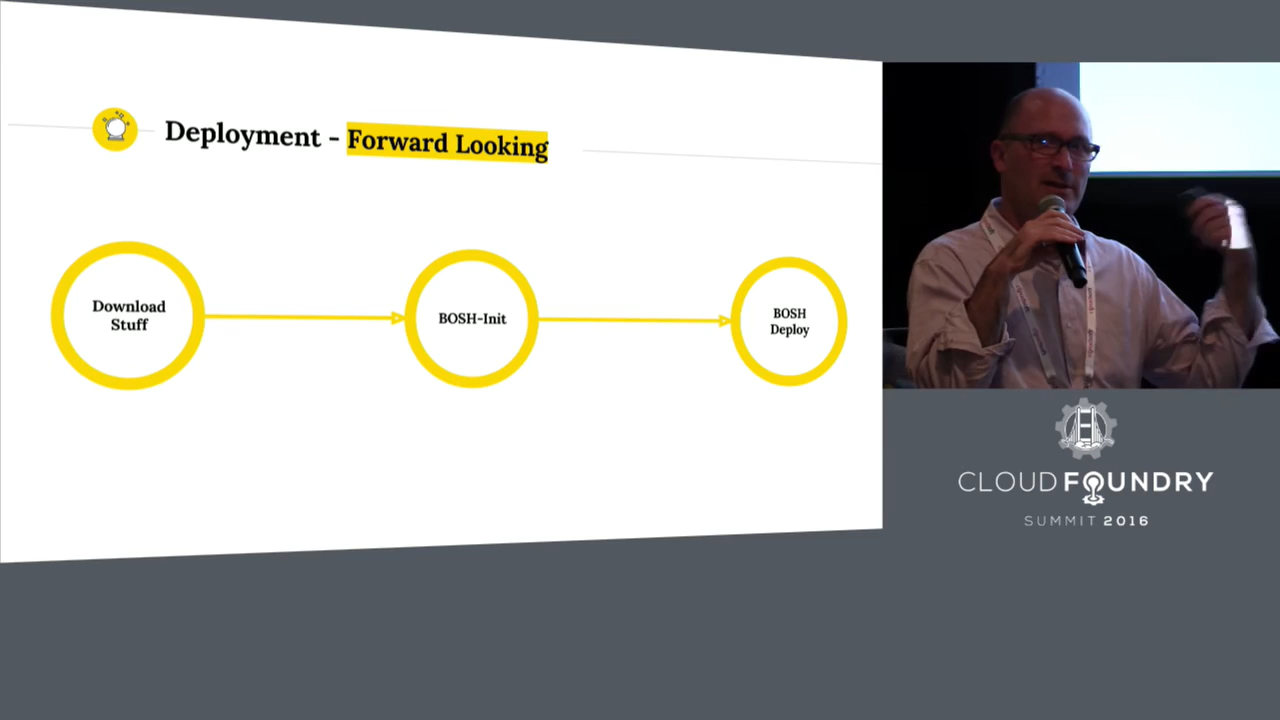 Deployment - Forward Looking
Download
Stuff
BOSH-Init
BOSH
Deploy
CLOUD FOUNDRY
SUMMIT 2016